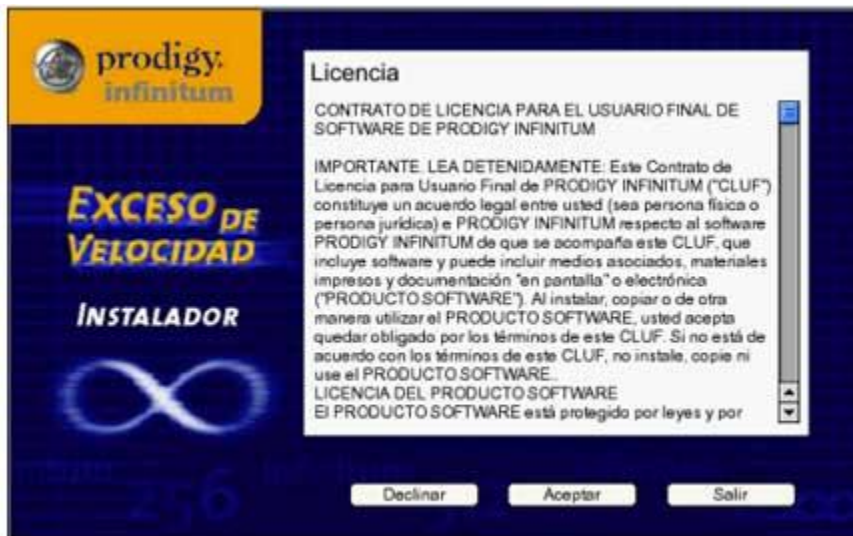 prodigy.
infinitum
EXCESO DE
VELOCIDAD
INSTALADOR
Licencia
CONTRATO DE LICENCIA PARA EL USUARIO FINAL DE
SOFTWARE DE PRODIGY INFINITUM
IMPORTANTE. LEA DETENIDAMENTE: Este Contrato de
Licencia para Usuario Final de PRODIGY INFINITUM ("CLUF")
constituye un acuerdo legal entre usted (sea persona física o
persona jurídica) e PRODIGY INFINITUM respecto al software
PRODIGY INFINITUM de que se acompaña este CLUF, que
incluye software y puede incluir medios asociados, materiales
impresos y documentación "en pantalla" o electrónica
("PRODUCTO SOFTWARE"). Al instalar, copiar o de otra
manera utilizar el PRODUCTO SOFTWARE, usted acepta
quedar obligado por los términos de este CLUF. Si no está de
acuerdo con los términos de este CLUF, no instale, copie ni
use el PRODUCTO SOFTWARE..
LICENCIA DEL PRODUCTO SOFTWARE
El PRODUCTO SOFTWARE está protegido por leyes y por
256
Declinar
Aceptar
Salir